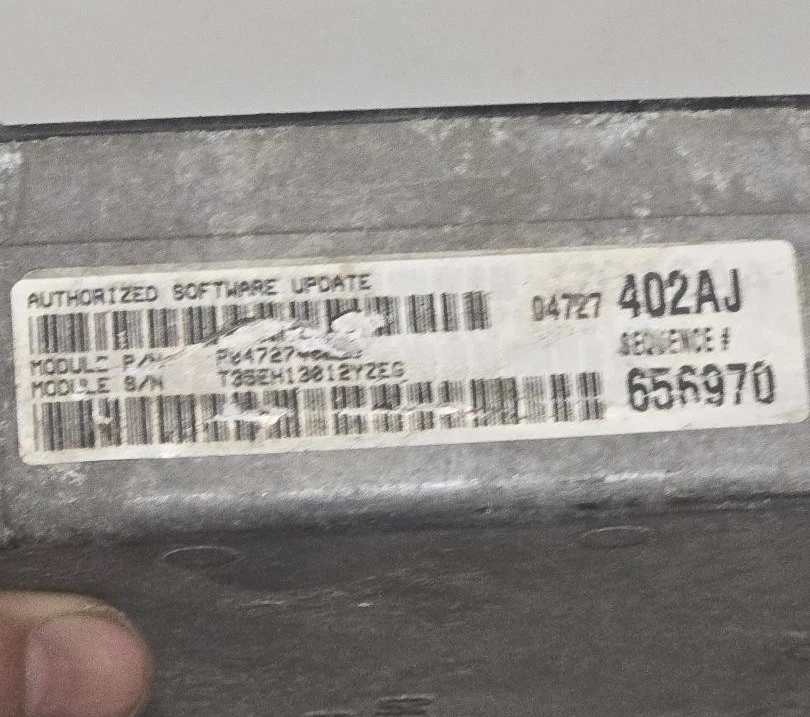 AUTHORIZED SOFTWARE UPDATE
04727 402AJ
SEQUENCE #
656970
MODULE P/N
MODULE S/N T35EH13012YZEG